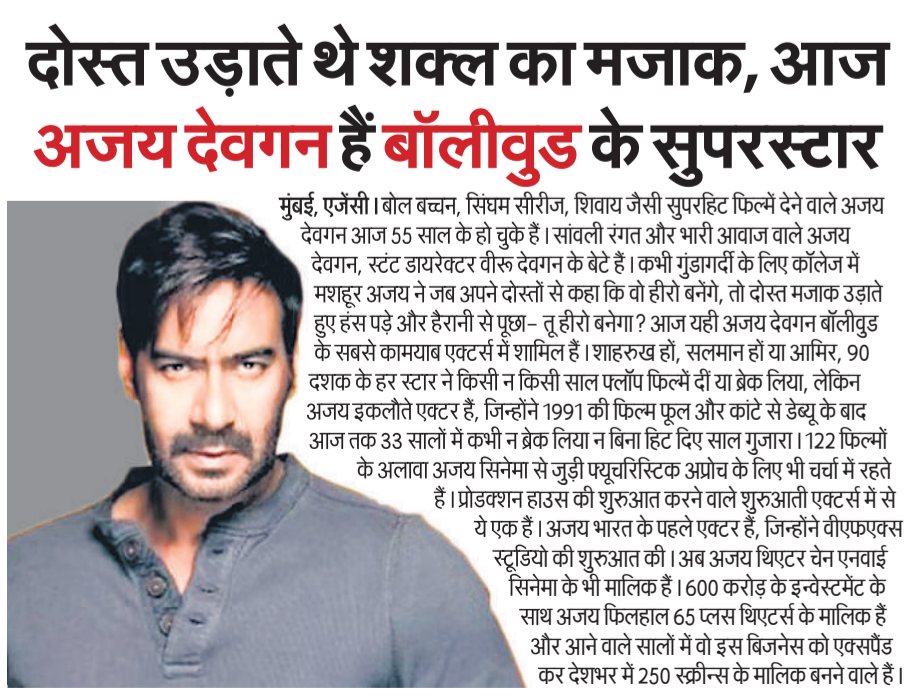 दोस्त उड़ाते थे शक्ल का मजाक, आज
अजय देवगन हैं बॉलीवुड के सुपरस्टार
मुंबई, एजेंसी। बोल बच्चन, सिंघम सीरीज, शिवाय जैसी सुपरहिट फिल्में देने वाले अजय
देवगन आज 55 साल के हो चुके हैं। सांवली रंगत और भारी आवाज वाले अजय
देवगन, स्टंट डायरेक्टर वीरू देवगन के बेटे हैं। कभी गुंडागर्दी के लिए कॉलेज में
मशहूर अजय ने जब अपने दोस्तों से कहा कि वो हीरो बनेंगे, तो दोस्त मजाक उड़ाते
हुए हंस पड़े और हैरानी से पूछा– तू हीरो बनेगा? आज यही अजय देवगन बॉलीवुड
के सबसे कामयाब एक्टर्स में शामिल हैं। शाहरुख हों, सलमान हों या आमिर, 90
दशक के हर स्टार ने किसी न किसी साल फ्लॉप फिल्में दीं या ब्रेक लिया, लेकिन
अजय इकलौते एक्टर हैं, जिन्होंने 1991 की फिल्म फूल और कांटे से डेब्यू के बाद
आज तक 33 सालों में कभी न ब्रेक लिया न बिना हिट दिए साल गुजारा। 122 फिल्मों
के अलावा अजय सिनेमा से जुड़ी फ्यूचरिस्टिक अप्रोच के लिए भी चर्चा में रहते
हैं। प्रोडक्शन हाउस की शुरुआत करने वाले शुरुआती एक्टर्स में से
ये एक हैं। अजय भारत के पहले एक्टर हैं, जिन्होंने वीएफएक्स
स्टूडियो की शुरुआत की। अब अजय थिएटर चेन एनवाई
सिनेमा के भी मालिक हैं। 600 करोड़ के इन्वेस्टमेंट के
साथ अजय फिलहाल 65 प्लस थिएटर्स के मालिक हैं
और आने वाले सालों में वो इस बिजनेस को एक्सपैंड
कर देशभर में 250 स्क्रीन्स के मालिक बनने वाले हैं।